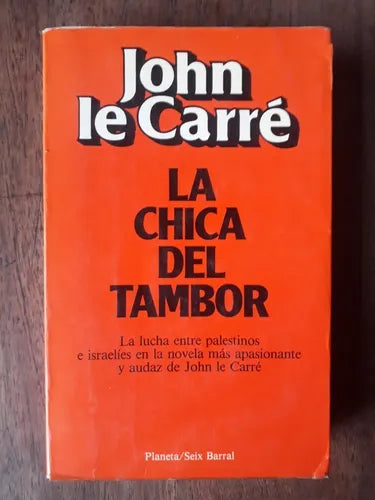 John
le Carré
LA
CHICA
DEL
TAMBOR
La lucha entre palestinos
e israelíes en la novela más apasionante
y audaz de John le Carré
Planeta/Seix Barral